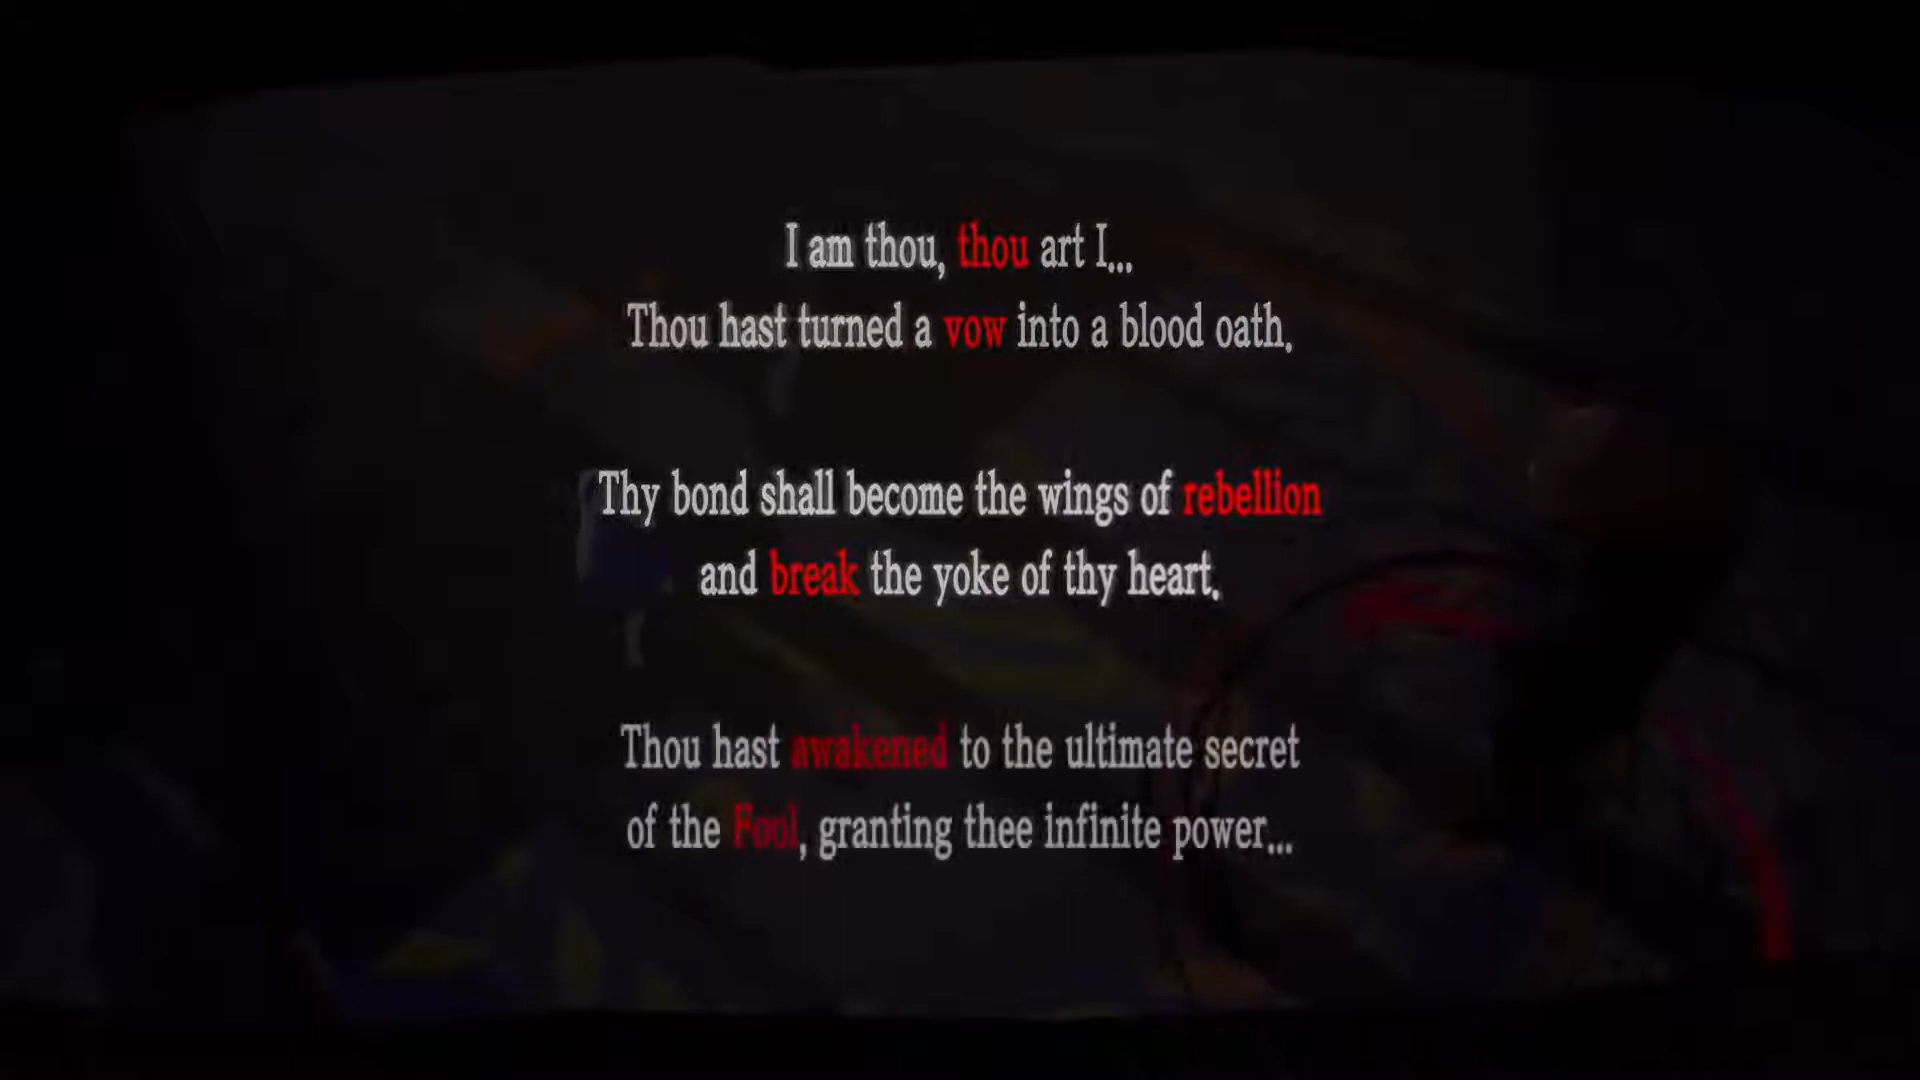 I am thou, thou art I...
Thou hast turned a vow into a blood oath.
Thy bond shall become the wings of rebellion
and break the yoke of thy heart.
Thou hast awakened to the ultimate secret
of the Fool, granting thee infinite power...